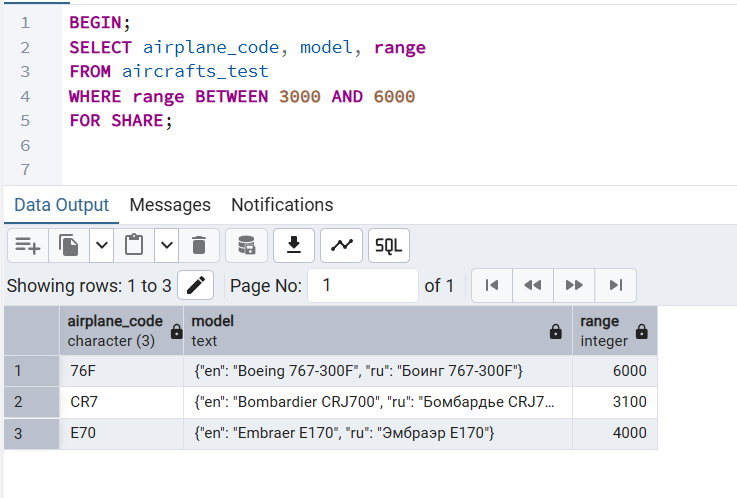 1 BEGIN;
2 SELECT airplane_code, model, range
3 FROM aircrafts_test
4 WHERE range BETWEEN 3000 AND 6000
5 FOR SHARE;
6
7
Data Output Messages Notifications
SQL
Showing rows: 1 to 3 Page No: 1 of 1
airplane_code model range
character (3) text integer
1 76F {"en": "Boeing 767-300F", "ru": "Боинг 767-300F"} 6000
2 CR7 {"en": "Bombardier CRJ700", "ru": "Бомбардье CRJ7... 3100
3 E70 {"en": "Embraer E170", "ru": "Эмбраэр E170"} 4000